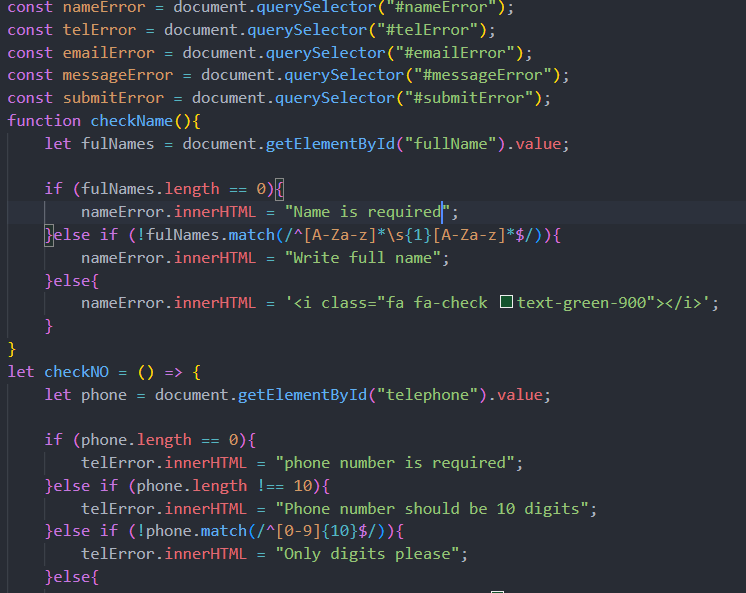 const nameError = document.querySelector("#nameError");
const telError = document.querySelector("#telError");
const emailError = document.querySelector("#emailError");
const messageError = document.querySelector("#messageError");
const submitError = document.querySelector("#submitError");
function checkName(){
    let fulNames = document.getElementById("fullName").value;

    if (fulNames.length == 0){
        nameError.innerHTML = "Name is required";
    }else if (!fulNames.match(/^[A-Za-z]*\s{1}[A-Za-z]*$/)){
        nameError.innerHTML = "Write full name";
    }else{
        nameError.innerHTML = '<i class="fa fa-check text-green-900"></i>';
    }
}
let checkNO = () => {
    let phone = document.getElementById("telephone").value;

    if (phone.length == 0){
        telError.innerHTML = "phone number is required";
    }else if (phone.length !== 10){
        telError.innerHTML = "Phone number should be 10 digits";
    }else if (!phone.match(/^[0-9]{10}$/)){
        telError.innerHTML = "Only digits please";
    }else{